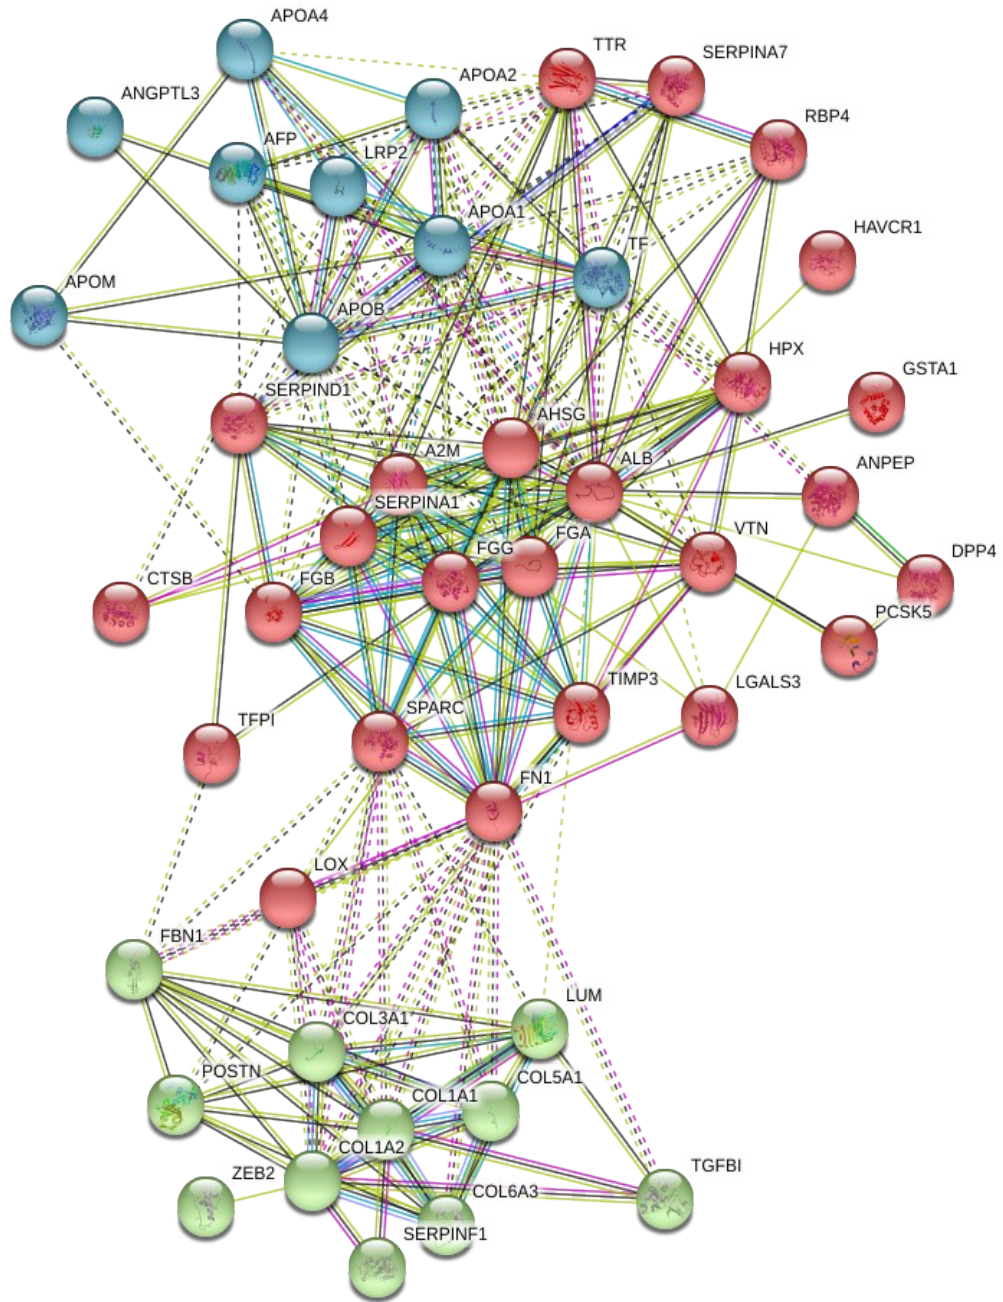 APOA4
TTR
SERPINA7
APOA2
ANGPTL3
RBP4
AFP
LRP2
APOA1
HAVCR1
TF
APOM
APOB
HPX
GSTA1
SERPIND1
AHSG
A2M
ALB
ANPEP
SERPINA1
FGA
VTN
FGG
DPP4
CTSB
FGB
PCSK5
TIMP3
LGALS3
SPARC
TFPI
FN1
LOX
FBN1
LUM
COL3A1
POSTN
COL5A1
COL1A1
COL1A2
TGFBI
ZEB2
COL6A3
SERPINF1